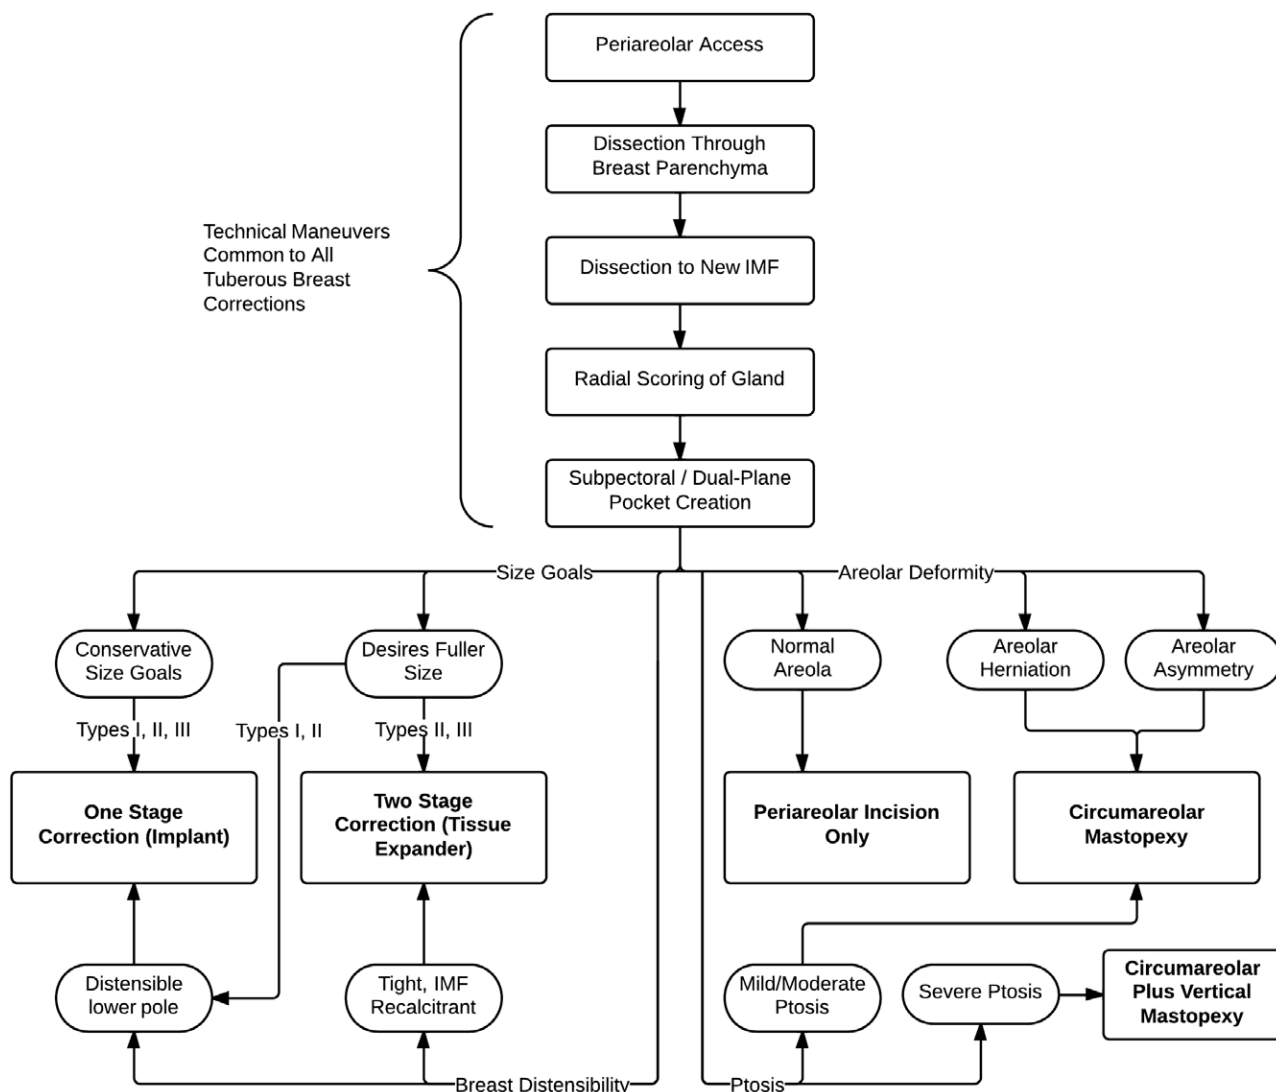 Periareolar Access
Dissection Through
Breast Parenchyma
Technical Maneuvers
Common to All
Tuberous Breast
Corrections
Dissection to New IMF
Radial Scoring of Gland
Subpectoral / Dual-Plane
Pocket Creation
Size Goals
Areolar Deformity
Conservative
Size Goals
Desires Fuller
Size
Normal
Areola
Areolar
Herniation
Areolar
Asymmetry
Types I, II, III
Types I, II
Types II, III
One Stage
Correction (Implant)
Two Stage
Correction (Tissue
Expander)
Periareolar Incision
Only
Circumareolar
Mastopexy
Distensible
lower pole
Tight, IMF
Recalcitrant
Mild/Moderate
Ptosis
Severe Ptosis
Circumareolar
Plus Vertical
Mastopexy
Breast Distensibility
Ptosis